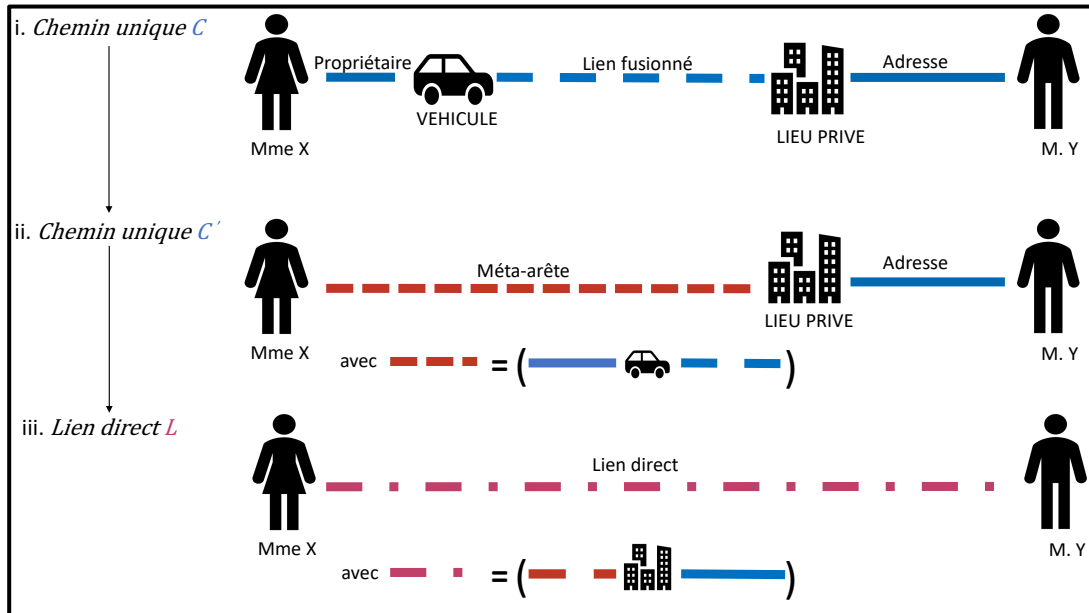 i. Chemin unique C
Propriétaire
Lien fusionné
Adresse
VEHICULE
LIEU PRIVE
Mme X
M. Y
ii. Chemin unique C′
Méta-arête
Adresse
LIEU PRIVE
Mme X
M. Y
avec = ( )
iii. Lien direct L
Lien direct
Mme X
M. Y
avec = ( )